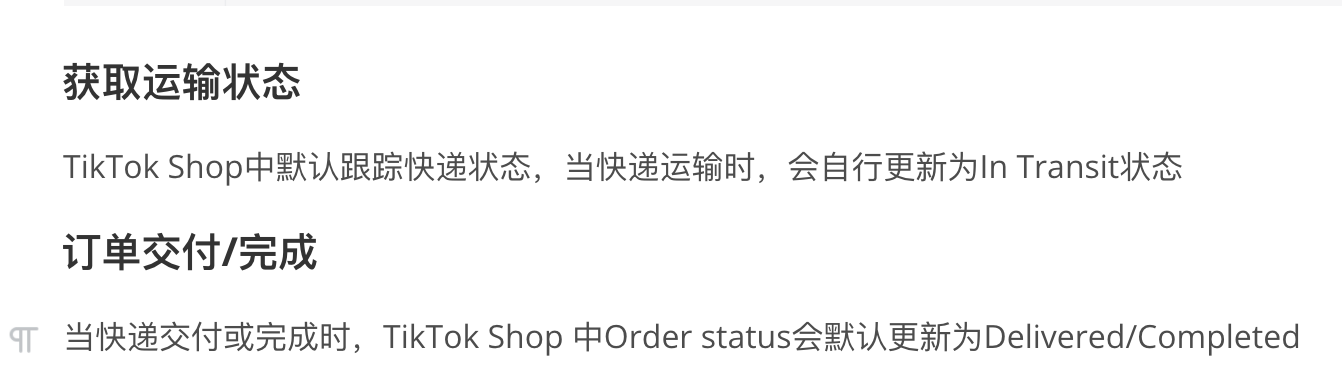 获取运输状态
TikTok Shop中默认跟踪快递状态，当快递运输时，会自行更新为In Transit状态
订单交付/完成
当快递交付或完成时，TikTok Shop 中Order status会默认更新为Delivered/Completed